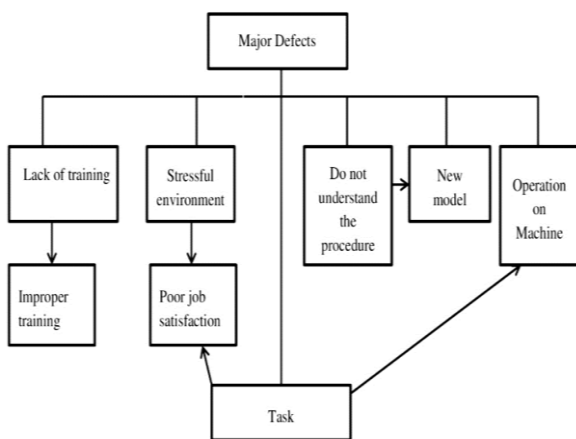 Major Defects
Lack of training
Stressful
environment
Do not
understand
the
procedure
New
model
Operation
on
Machine
Improper
training
Poor job
satisfaction
Task